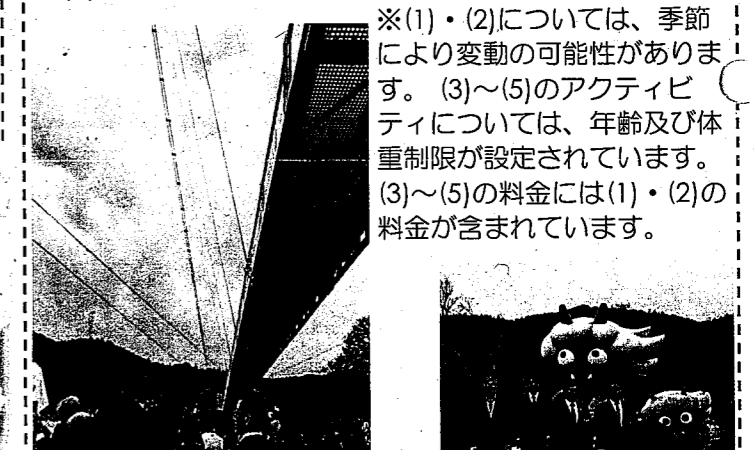 ※(1)・(2)については、季節
により変動の可能性がありま
す。 (3)～(5)のアクティビ
ティについては、年齢及び体
重制限が設定されています。
(3)～(5)の料金には(1)・(2)の
料金が含まれています。